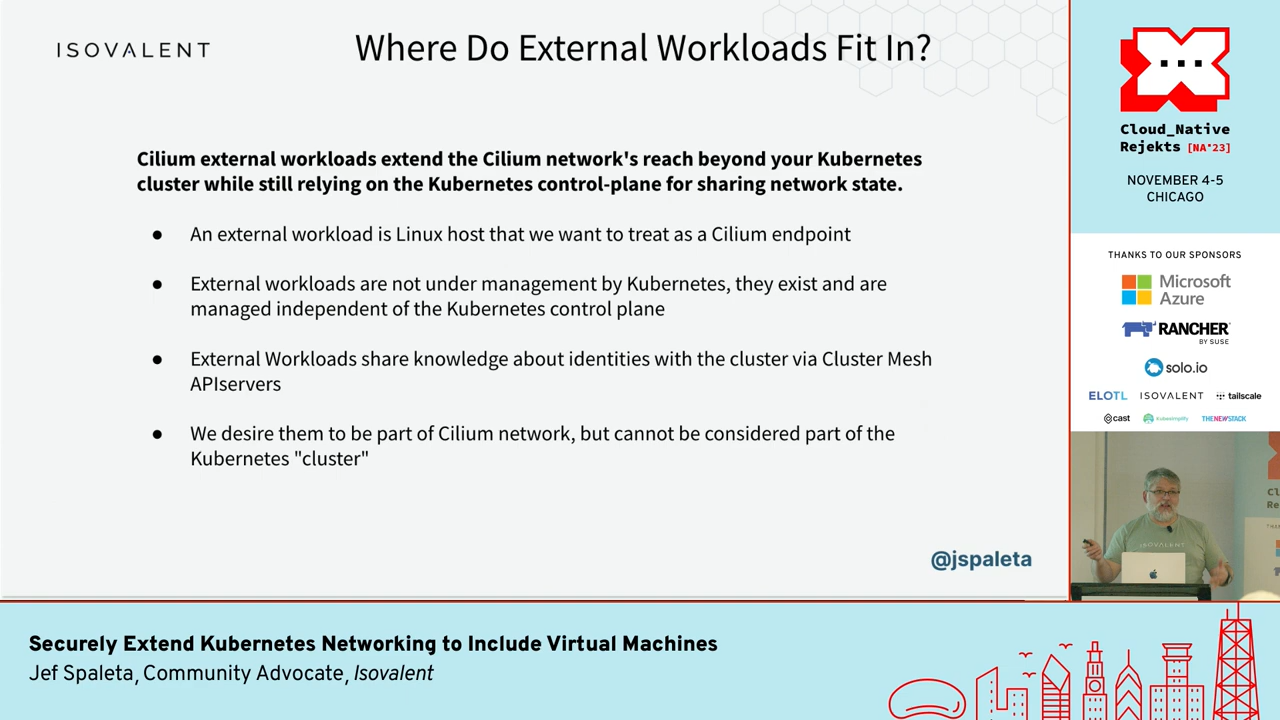 ISOVALENT
Where Do External Workloads Fit In?
Cilium external workloads extend the Cilium network's reach beyond your Kubernetes
cluster while still relying on the Kubernetes control-plane for sharing network state.
● An external workload is Linux host that we want to treat as a Cilium endpoint
● External workloads are not under management by Kubernetes, they exist and are
managed independent of the Kubernetes control plane
● External Workloads share knowledge about identities with the cluster via Cluster Mesh
APIservers
● We desire them to be part of Cilium network, but cannot be considered part of the
Kubernetes "cluster"
@jspaleta
Cloud_Native
Rejekts [NA'23]
NOVEMBER 4-5
CHICAGO
THANKS TO OUR SPONSORS
Microsoft
Azure
RANCHER
BY SUSE
solo.io
ELOTL ISOVALENT tailscale
cast kubesimplify THENEWSTACK
ISOVALENT
Securely Extend Kubernetes Networking to Include Virtual Machines
Jef Spaleta, Community Advocate, Isovalent